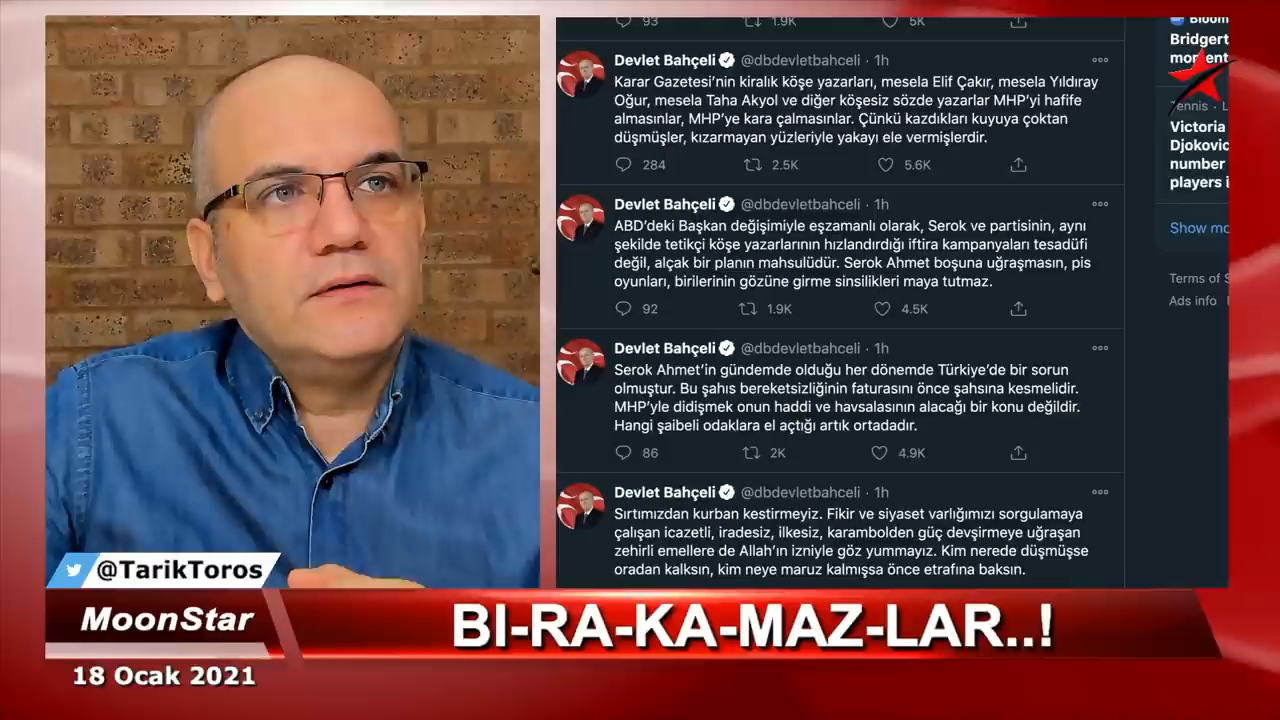 93 1.9K 5K
Devlet Bahçeli @dbdevletbahceli · 1h
Karar Gazetesi'nin kiralık köşe yazarları, mesela Elif Çakır, mesela Yıldıray
Oğur, mesela Taha Akyol ve diğer köşesiz sözde yazarlar MHP'yi hafife
almasınlar, MHP'ye kara çalmasınlar. Çünkü kazdıkları kuyuya çoktan
düşmüşler, kızarmayan yüzleriyle yakayı ele vermişlerdir.
284 2.5K 5.6K
Devlet Bahçeli @dbdevletbahceli · 1h
ABD'deki Başkan değişimiyle eşzamanlı olarak, Serok ve partisinin, aynı
şekilde tetikçi köşe yazarlarının hızlandırdığı iftira kampanyaları tesadüfi
değil, alçak bir planın mahsulüdür. Serok Ahmet boşuna uğraşmasın, pis
oyunları, birilerinin gözüne girme sinsilikleri maya tutmaz.
92 1.9K 4.5K
Devlet Bahçeli @dbdevletbahceli · 1h
Serok Ahmet'in gündemde olduğu her dönemde Türkiye'de bir sorun
olmuştur. Bu şahıs bereketsizliğinin faturasını önce şahsına kesmelidir.
MHP'yle didişmek onun haddi ve havsalasının alacağı bir konu değildir.
Hangi şaibeli odaklara el açtığı artık ortadadır.
86 2K 4.9K
Devlet Bahçeli @dbdevletbahceli · 1h
Sırtımızdan kurban kestirmeyiz. Fikir ve siyaset varlığımızı sorgulamaya
çalışan icazetli, iradesiz, ilkesiz, karambolden güç devşirmeye uğraşan
zehirli emellere de Allah'ın izniyle göz yummayız. Kim nerede düşmüşse
oradan kalksın, kim neye maruz kalmışsa önce etrafına baksın.
Bloom
Bridgert
moment
Tennis · L
Victoria
Djokovic
number
players i
Show mo
Terms of S
Ads info
@TarikToros
MoonStar
BI-RA-KA-MAZ-LAR..!
18 Ocak 2021